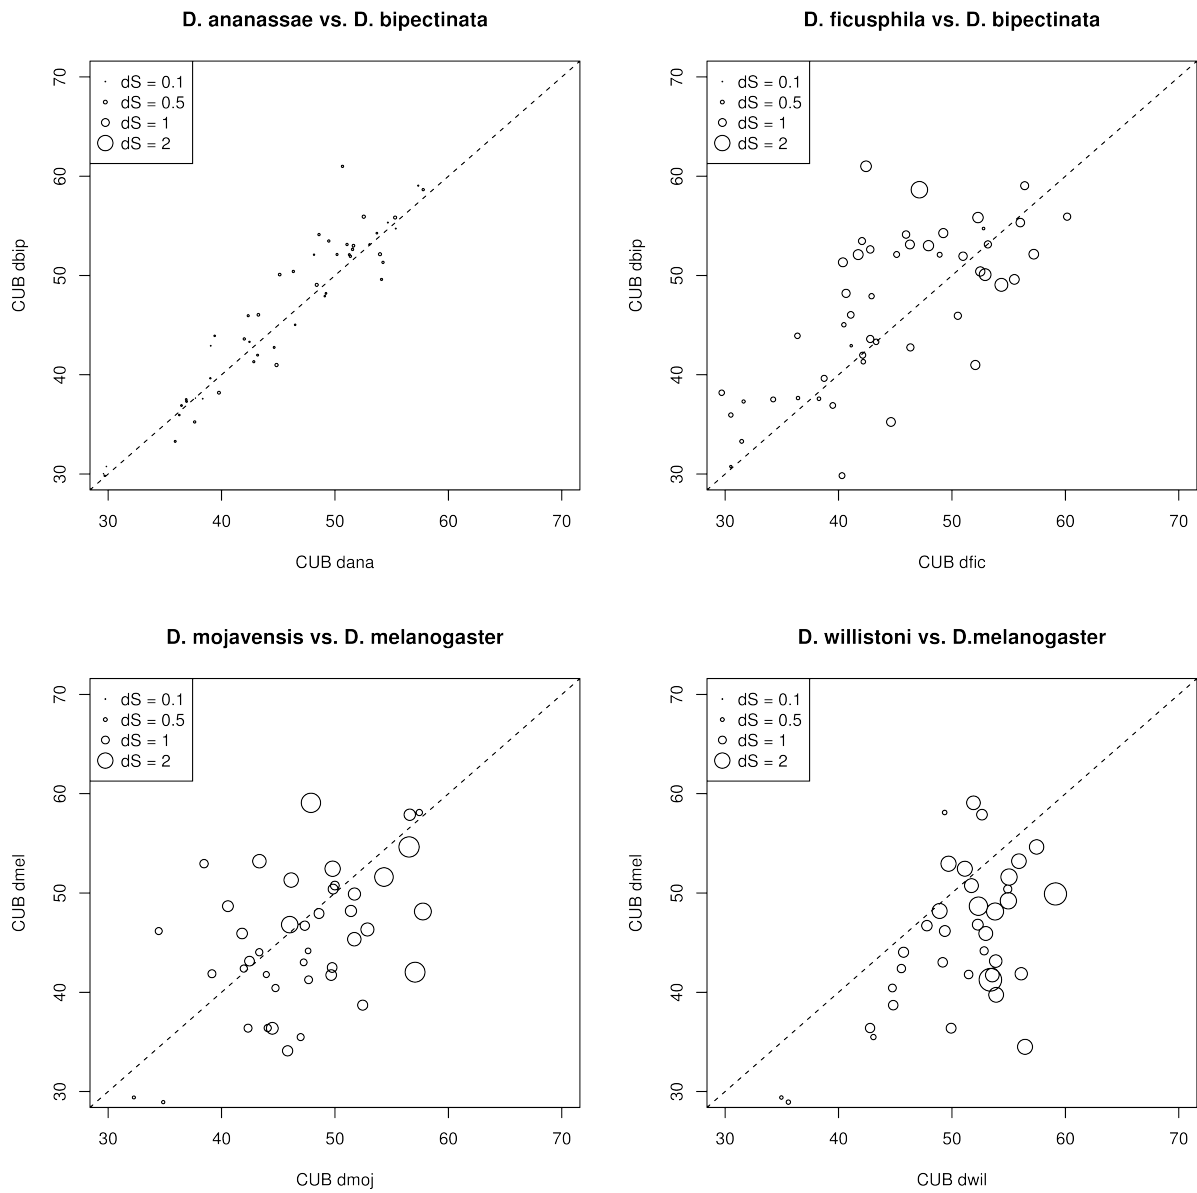 D. ananassae vs. D. bipectinata
dS = 0.1
dS = 0.5
dS = 1
dS = 2
70
60
50
40
30
CUB dbip
30 40 50 60 70
CUB dana
D. ficusphila vs. D. bipectinata
dS = 0.1
dS = 0.5
dS = 1
dS = 2
70
60
50
40
30
CUB dbip
30 40 50 60 70
CUB dfic
D. mojavensis vs. D. melanogaster
dS = 0.1
dS = 0.5
dS = 1
dS = 2
70
60
50
40
30
CUB dmel
30 40 50 60 70
CUB dmoj
D. willistoni vs. D.melanogaster
dS = 0.1
dS = 0.5
dS = 1
dS = 2
70
60
50
40
30
CUB dmel
30 40 50 60 70
CUB dwil